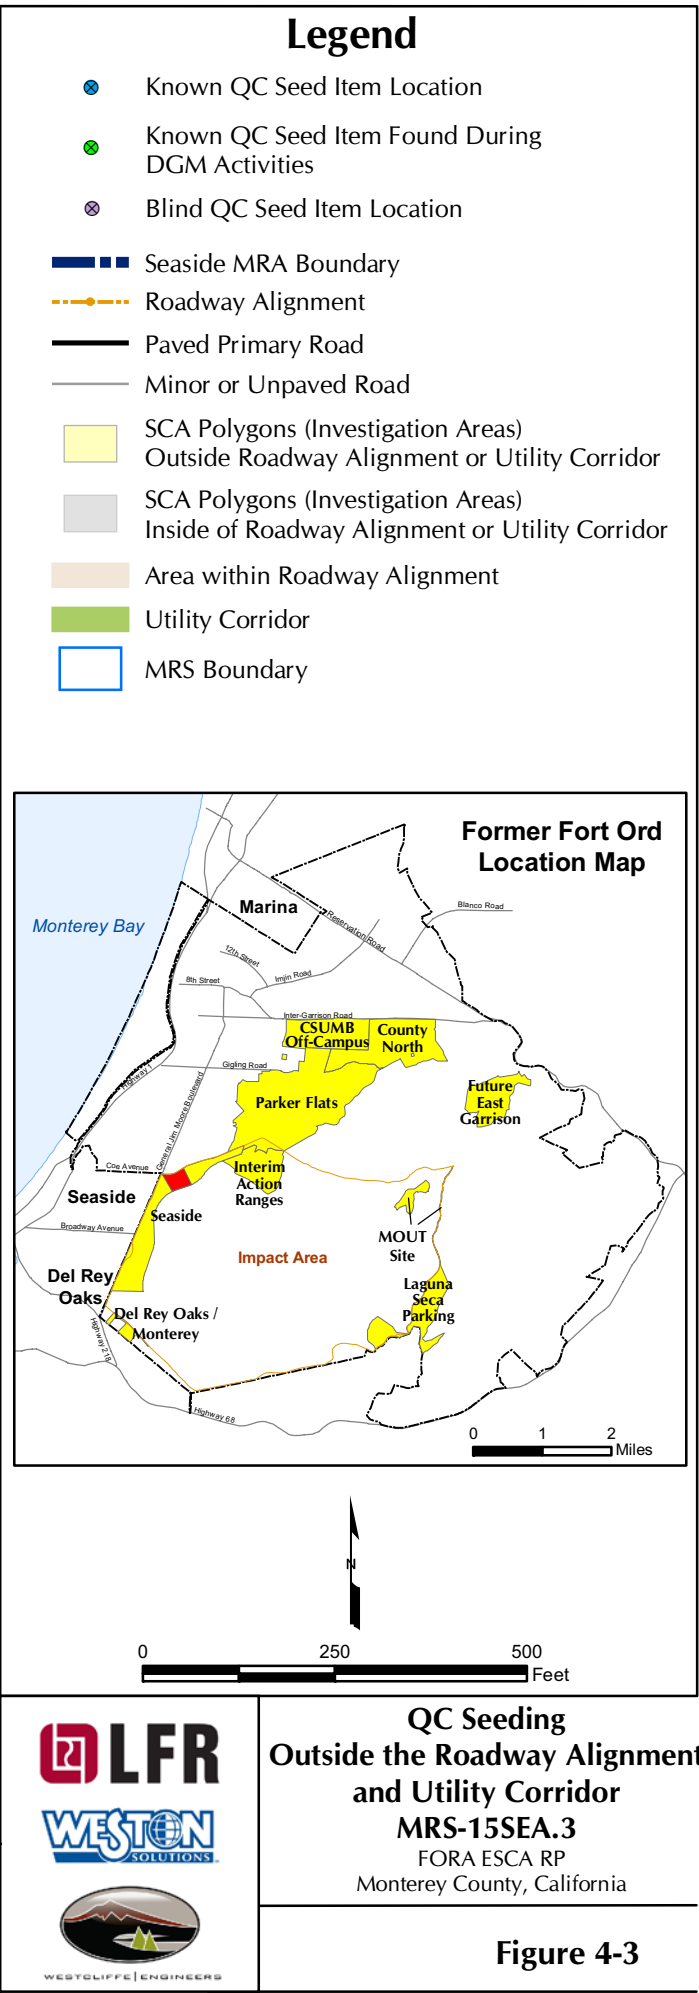 Legend
Known QC Seed Item Location
Known QC Seed Item Found During
DGM Activities
Blind QC Seed Item Location
Seaside MRA Boundary
Roadway Alignment
Paved Primary Road
Minor or Unpaved Road
SCA Polygons (Investigation Areas)
Outside Roadway Alignment or Utility Corridor
SCA Polygons (Investigation Areas)
Inside of Roadway Alignment or Utility Corridor
Area within Roadway Alignment
Utility Corridor
MRS Boundary
Former Fort Ord
Location Map
Monterey Bay
Marina
Blanco Road
Reservation Road
12th Street
Imjin Road
8th Street
Inter-Garrison Road
CSUMB
Off-Campus
County
North
Gigling Road
Highway 1
General Jim Moore Boulevard
Parker Flats
Future
East
Garrison
Coe Avenue
Interim
Action
Ranges
Seaside
Seaside
Broadway Avenue
MOUT
Site
Impact Area
Del Rey
Oaks
Laguna
Seca
Parking
Del Rey Oaks /
Monterey
Highway 218
Highway 68
0 1 2
Miles
N
0 250 500
Feet
LFR
WESTON
SOLUTIONS
WESTCLIFFE|ENGINEERS
QC Seeding
Outside the Roadway Alignment
and Utility Corridor
MRS-15SEA.3
FORA ESCA RP
Monterey County, California
Figure 4-3